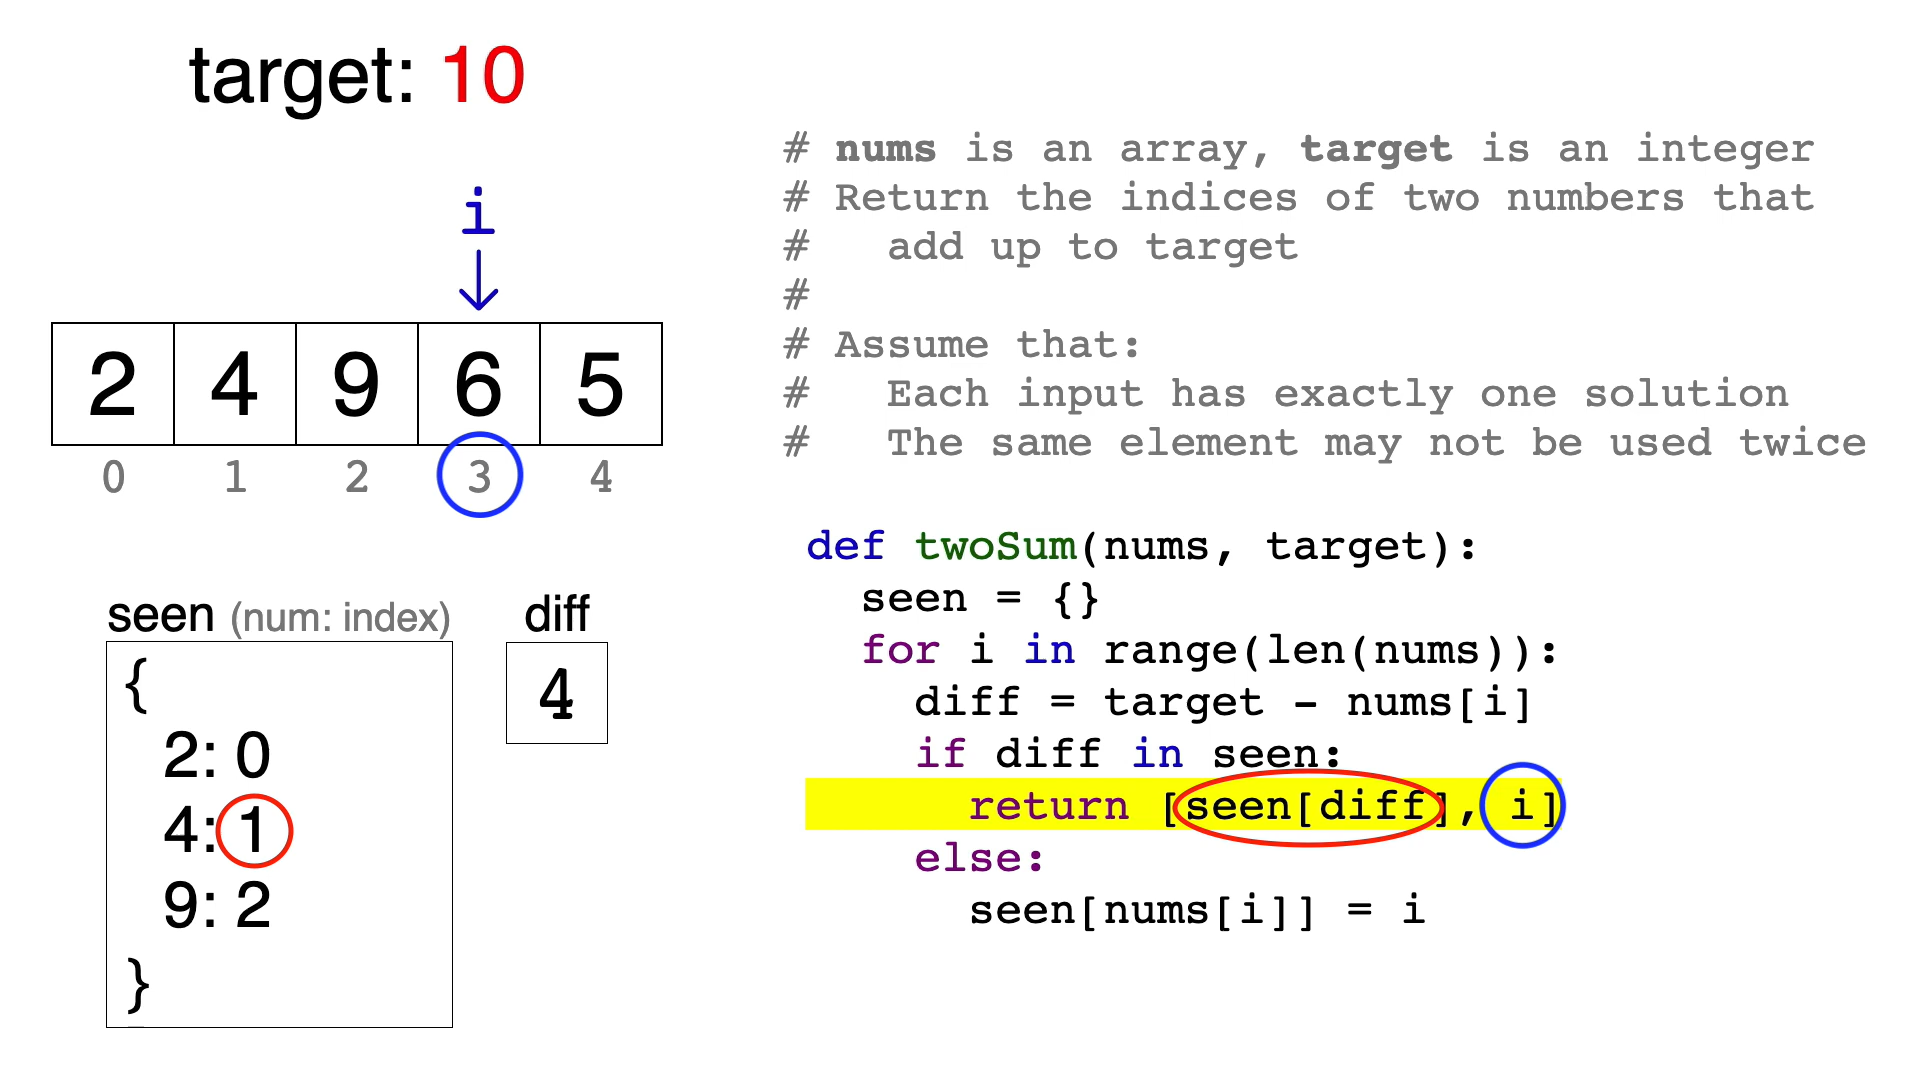 target: 10
i
2 4 9 6 5
0 1 2 3 4
seen (num: index)
{
2: 0
4: 1
9: 2
}
diff
4
# nums is an array, target is an integer
# Return the indices of two numbers that
#   add up to target
#
# Assume that:
#   Each input has exactly one solution
#   The same element may not be used twice
def twoSum(nums, target):
  seen = {}
  for i in range(len(nums)):
    diff = target - nums[i]
    if diff in seen:
      return [seen[diff], i]
    else:
      seen[nums[i]] = i